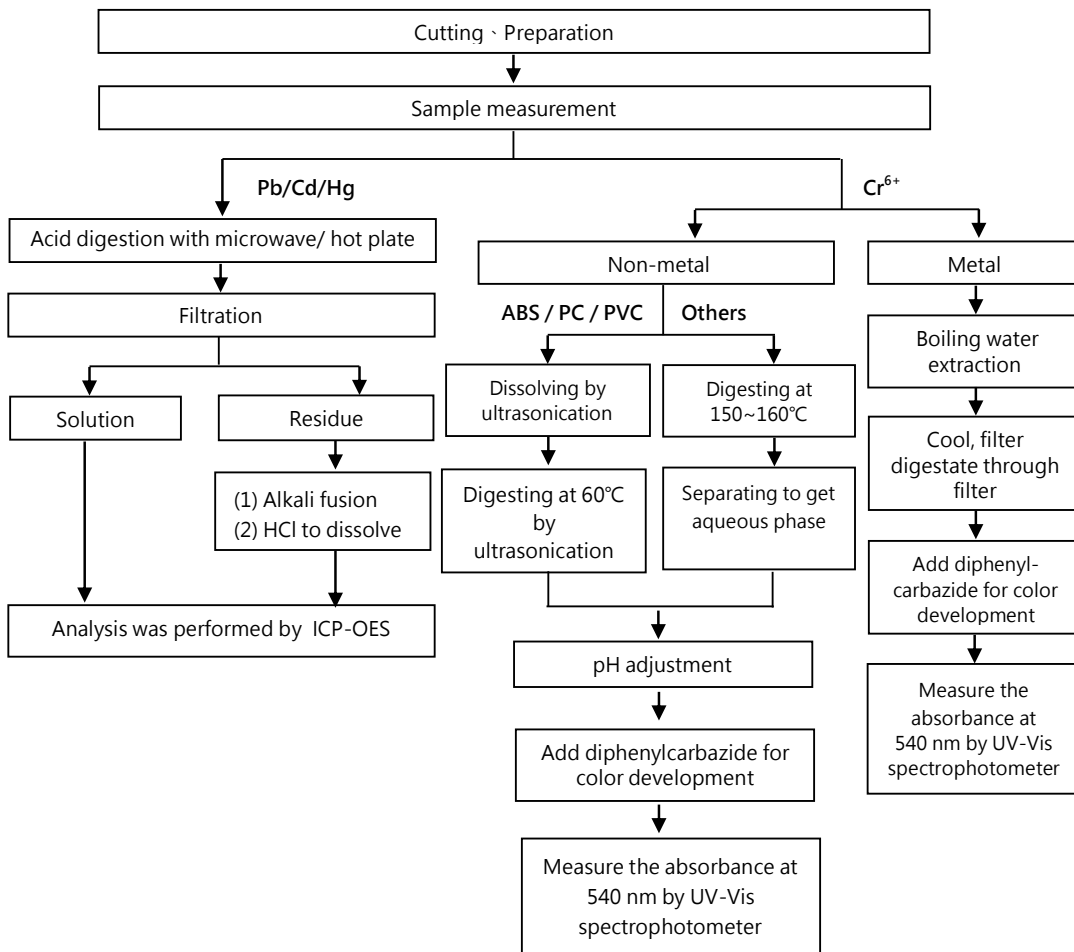 Cutting、Preparation
Sample measurement
Pb/Cd/Hg
Cr⁶⁺
Acid digestion with microwave/ hot plate
Filtration
Solution
Residue
(1) Alkali fusion
(2) HCl to dissolve
Analysis was performed by ICP-OES
Non-metal
ABS / PC / PVC
Others
Dissolving by
ultrasonication
Digesting at
150~160℃
Digesting at 60℃
by
ultrasonication
Separating to get
aqueous phase
pH adjustment
Add diphenylcarbazide for
color development
Measure the absorbance at
540 nm by UV-Vis
spectrophotometer
Metal
Boiling water
extraction
Cool, filter
digestate through
filter
Add diphenyl-
carbazide for color
development
Measure the
absorbance at
540 nm by UV-Vis
spectrophotometer